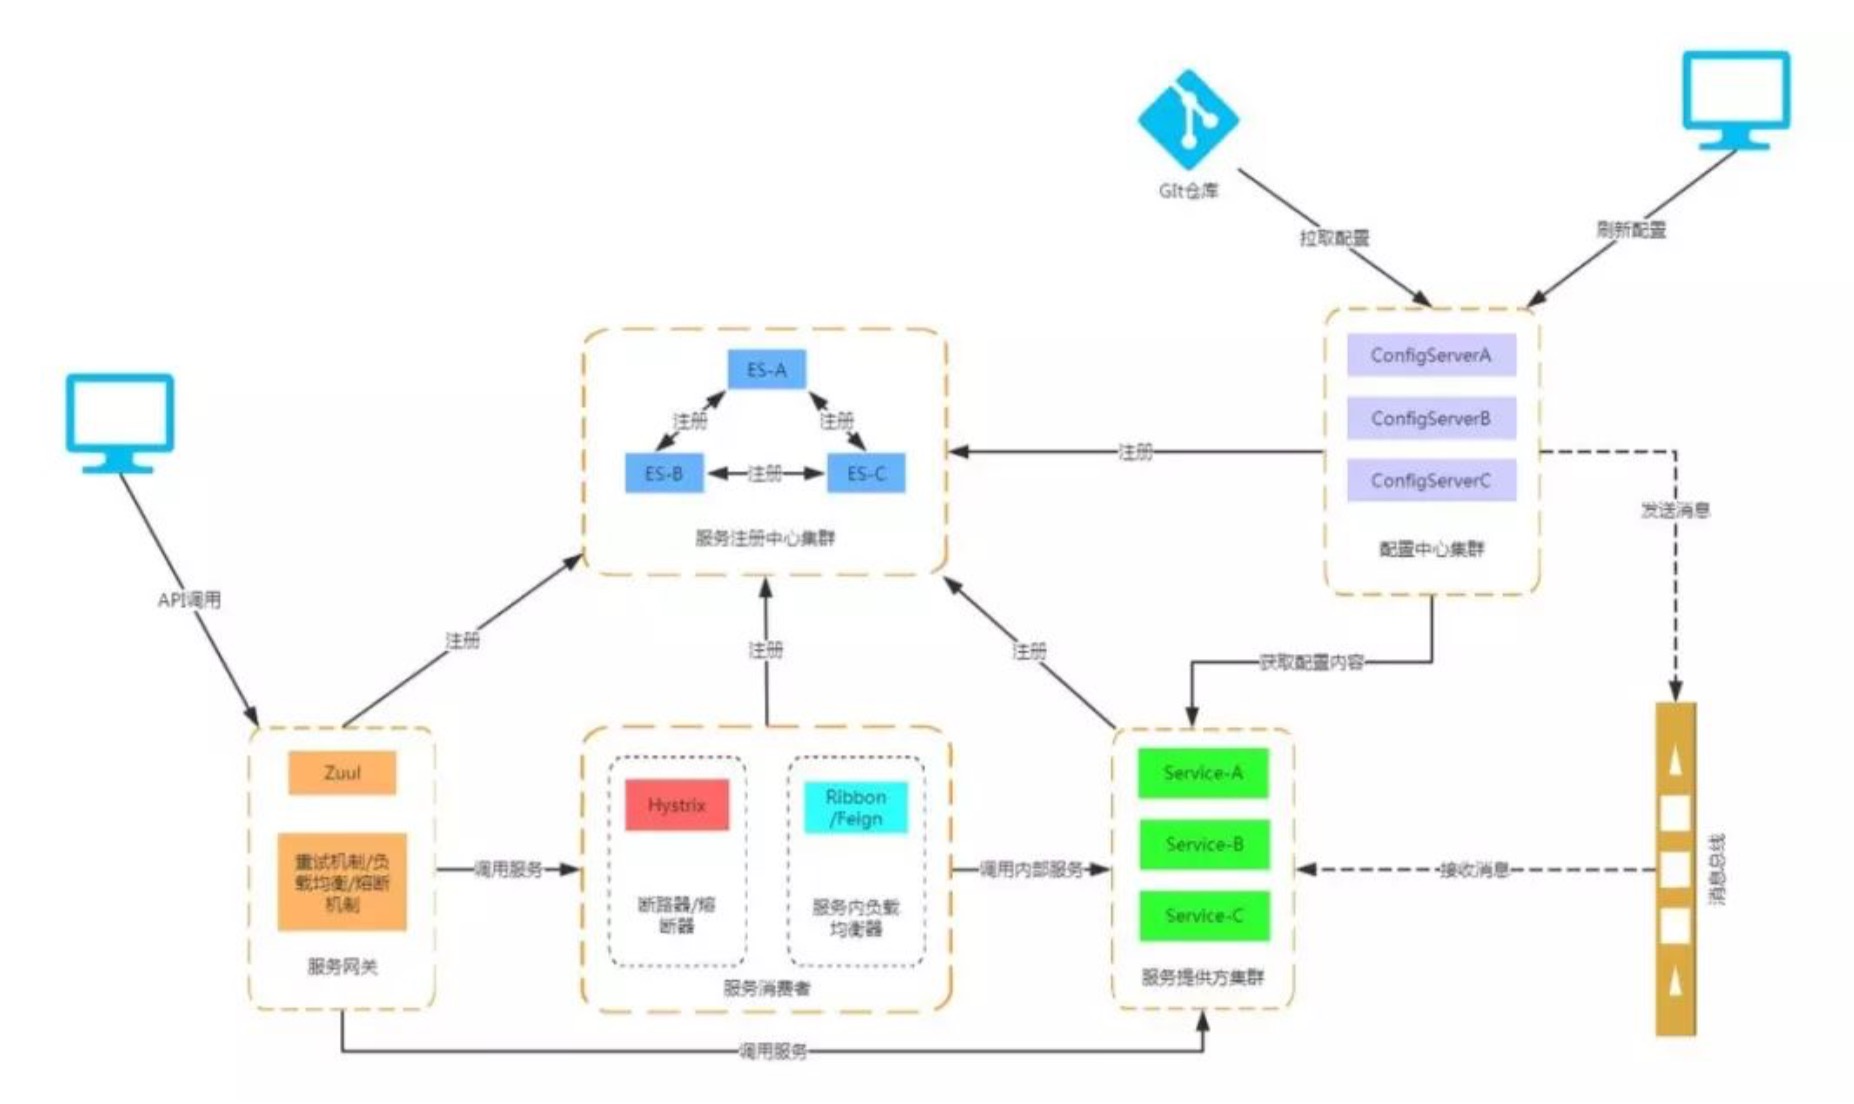 GIt仓库
拉取配置
刷新配置
ConfigServerA
ConfigServerB
ConfigServerC
配置中心集群
ES-A
注册
注册
ES-B
注册
ES-C
服务注册中心集群
注册
发送消息
API调用
注册
注册
注册
获取配置内容
Zuul
重试机制/负
载均衡/熔断
机制
服务网关
调用服务
Hystrix
断路器/熔
断器
Ribbon
/Feign
服务内负载
均衡器
服务消费者
调用内部服务
Service-A
Service-B
Service-C
服务提供方集群
接收消息
消息总线
调用服务